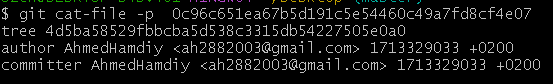 $ git cat-file -p 0c96c651ea67b5d191c5e54460c49a7fd8cf4e07
tree 4d5ba58529fbbcba5d538c3315db54227505e0a0
author AhmedHamdiy <ah2882003@gmail.com> 1713329033 +0200
committer AhmedHamdiy <ah2882003@gmail.com> 1713329033 +0200